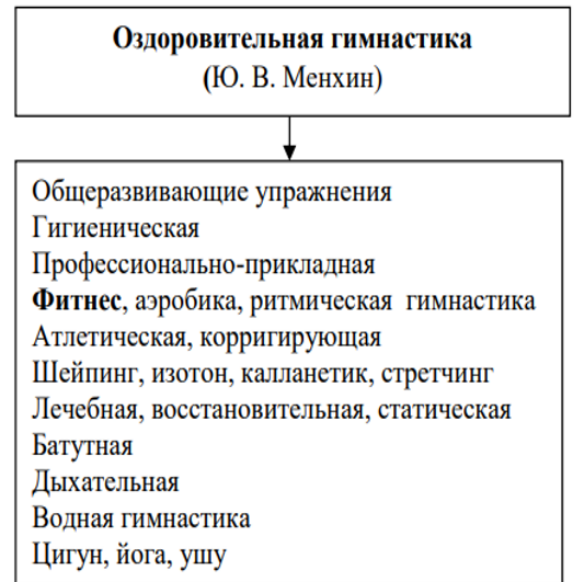 Оздоровительная гимнастика
(Ю. В. Менхин)
Общеразвивающие упражнения
Гигиеническая
Профессионально-прикладная
Фитнес, аэробика, ритмическая гимнастика
Атлетическая, корригирующая
Шейпинг, изотон, калланетик, стретчинг
Лечебная, восстановительная, статическая
Батутная
Дыхательная
Водная гимнастика
Цигун, йога, ушу